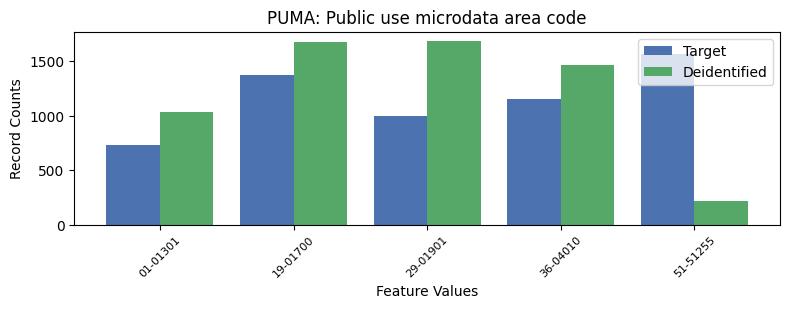 PUMA: Public use microdata area code
Target
Deidentified
Record Counts
1500
1000
500
0
01-01301
19-01700
29-01901
36-04010
51-51255
Feature Values